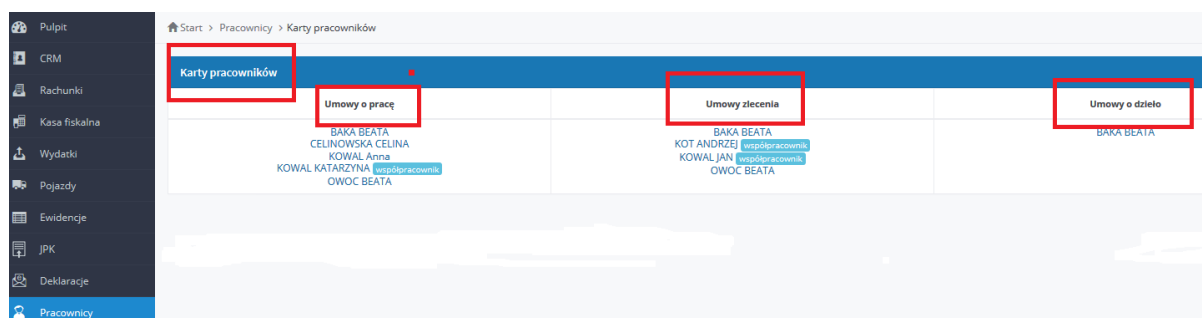 Pulpit
CRM
Rachunki
Kasa fiskalna
Wydatki
Pojazdy
Ewidencje
JPK
Deklaracje
Pracownicy
Start > Pracownicy > Karty pracowników
Karty pracowników
Umowy o pracę
BAKA BEATA
CELINOWSKA CELINA
KOWAL Anna
KOWAL KATARZYNA współpracownik
OWOC BEATA
Umowy zlecenia
BAKA BEATA
KOT ANDRZEJ współpracownik
KOWAL JAN współpracownik
OWOC BEATA
Umowy o dzieło
BAKA BEATA